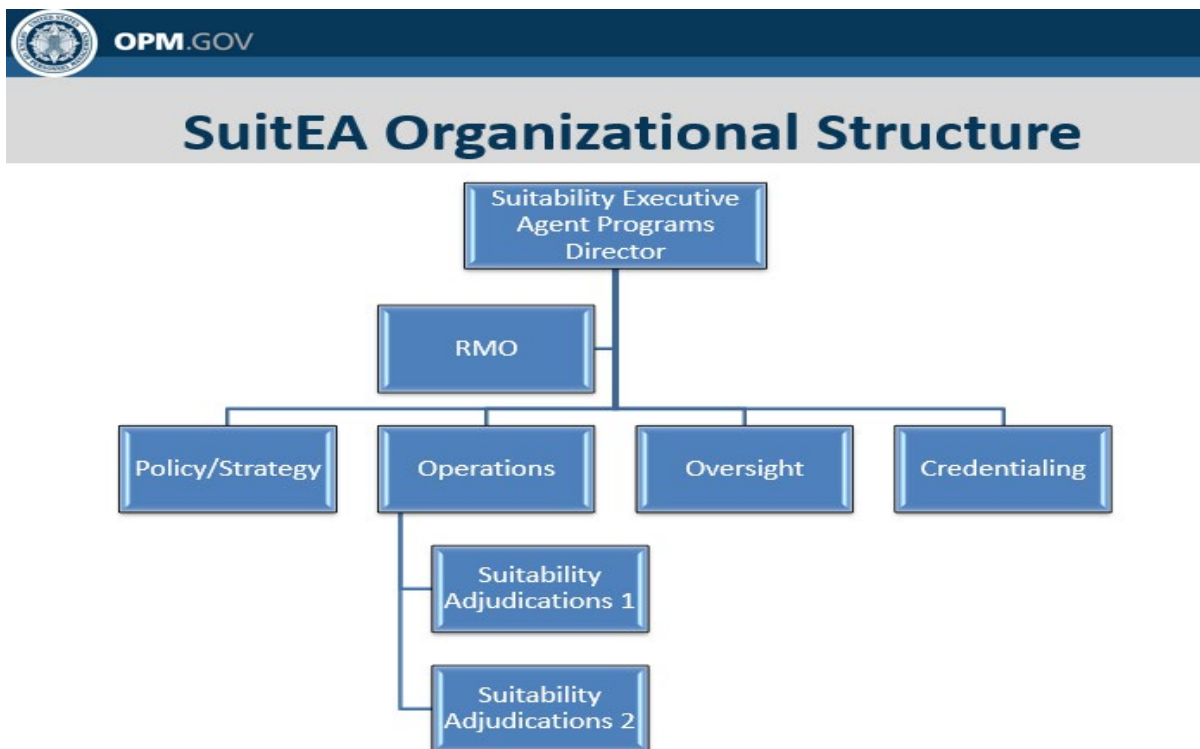 OPM.GOV
SuitEA Organizational Structure
Suitability Executive
Agent Programs
Director
RMO
Policy/Strategy
Operations
Oversight
Credentialing
Suitability
Adjudications 1
Suitability
Adjudications 2